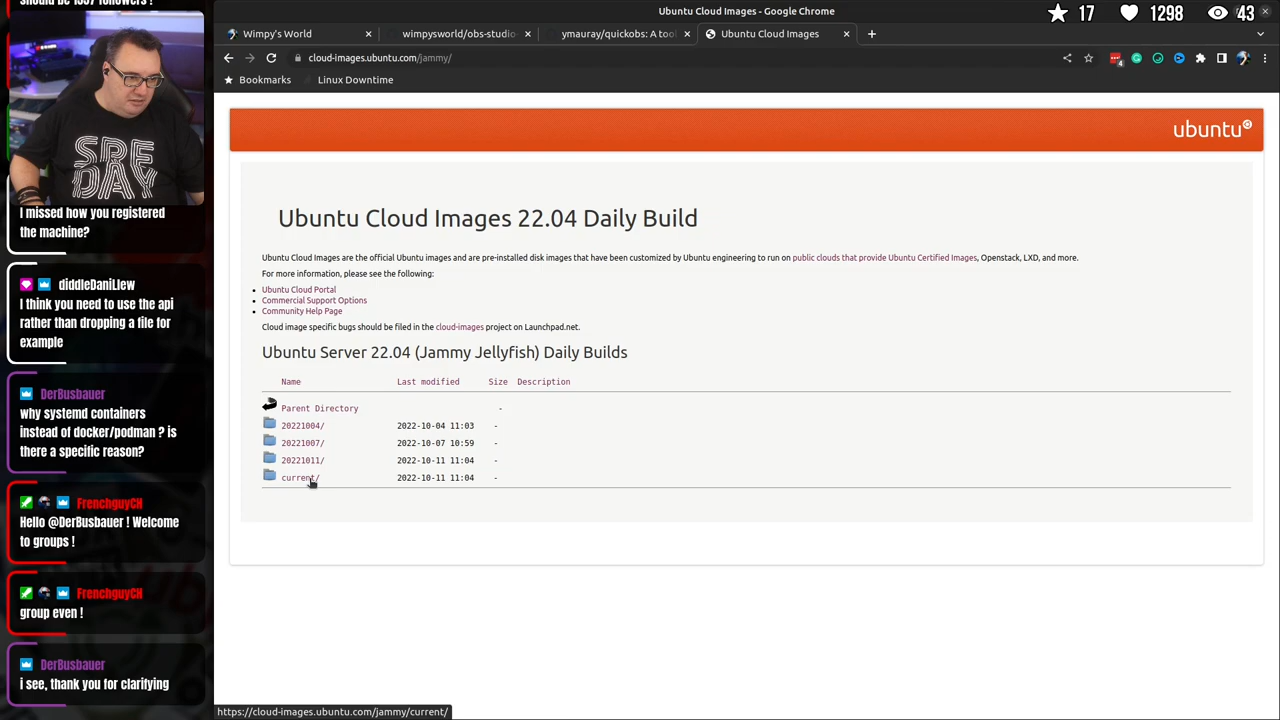 should be 1337 followers !
I missed how you registered
the machine?
diddleDanillew
I think you need to use the api
rather than dropping a file for
example
DerBusbauer
why systemd containers
instead of docker/podman ? is
there a specific reason?
FrenchguyCH
Hello @DerBusbauer ! Welcome
to groups !
FrenchguyCH
group even !
DerBusbauer
i see, thank you for clarifying
SRE
DAY
Ubuntu Cloud Images - Google Chrome
17
1298
43
Wimpy's World
wimpysworld/obs-studio-
ymauray/quickobs: A tool
Ubuntu Cloud Images
cloud-images.ubuntu.com/jammy/
4
Bookmarks
Linux Downtime
ubuntu
Ubuntu Cloud Images 22.04 Daily Build
Ubuntu Cloud Images are the official Ubuntu images and are pre-installed disk images that have been customized by Ubuntu engineering to run on public clouds that provide Ubuntu Certified Images, Openstack, LXD, and more.
For more information, please see the following:
Ubuntu Cloud Portal
Commercial Support Options
Community Help Page
Cloud image specific bugs should be filed in the cloud-images project on Launchpad.net.
Ubuntu Server 22.04 (Jammy Jellyfish) Daily Builds
Name Last modified Size Description
Parent Directory -
20221004/ 2022-10-04 11:03 -
20221007/ 2022-10-07 10:59 -
20221011/ 2022-10-11 11:04 -
current/ 2022-10-11 11:04 -
https://cloud-images.ubuntu.com/jammy/current/